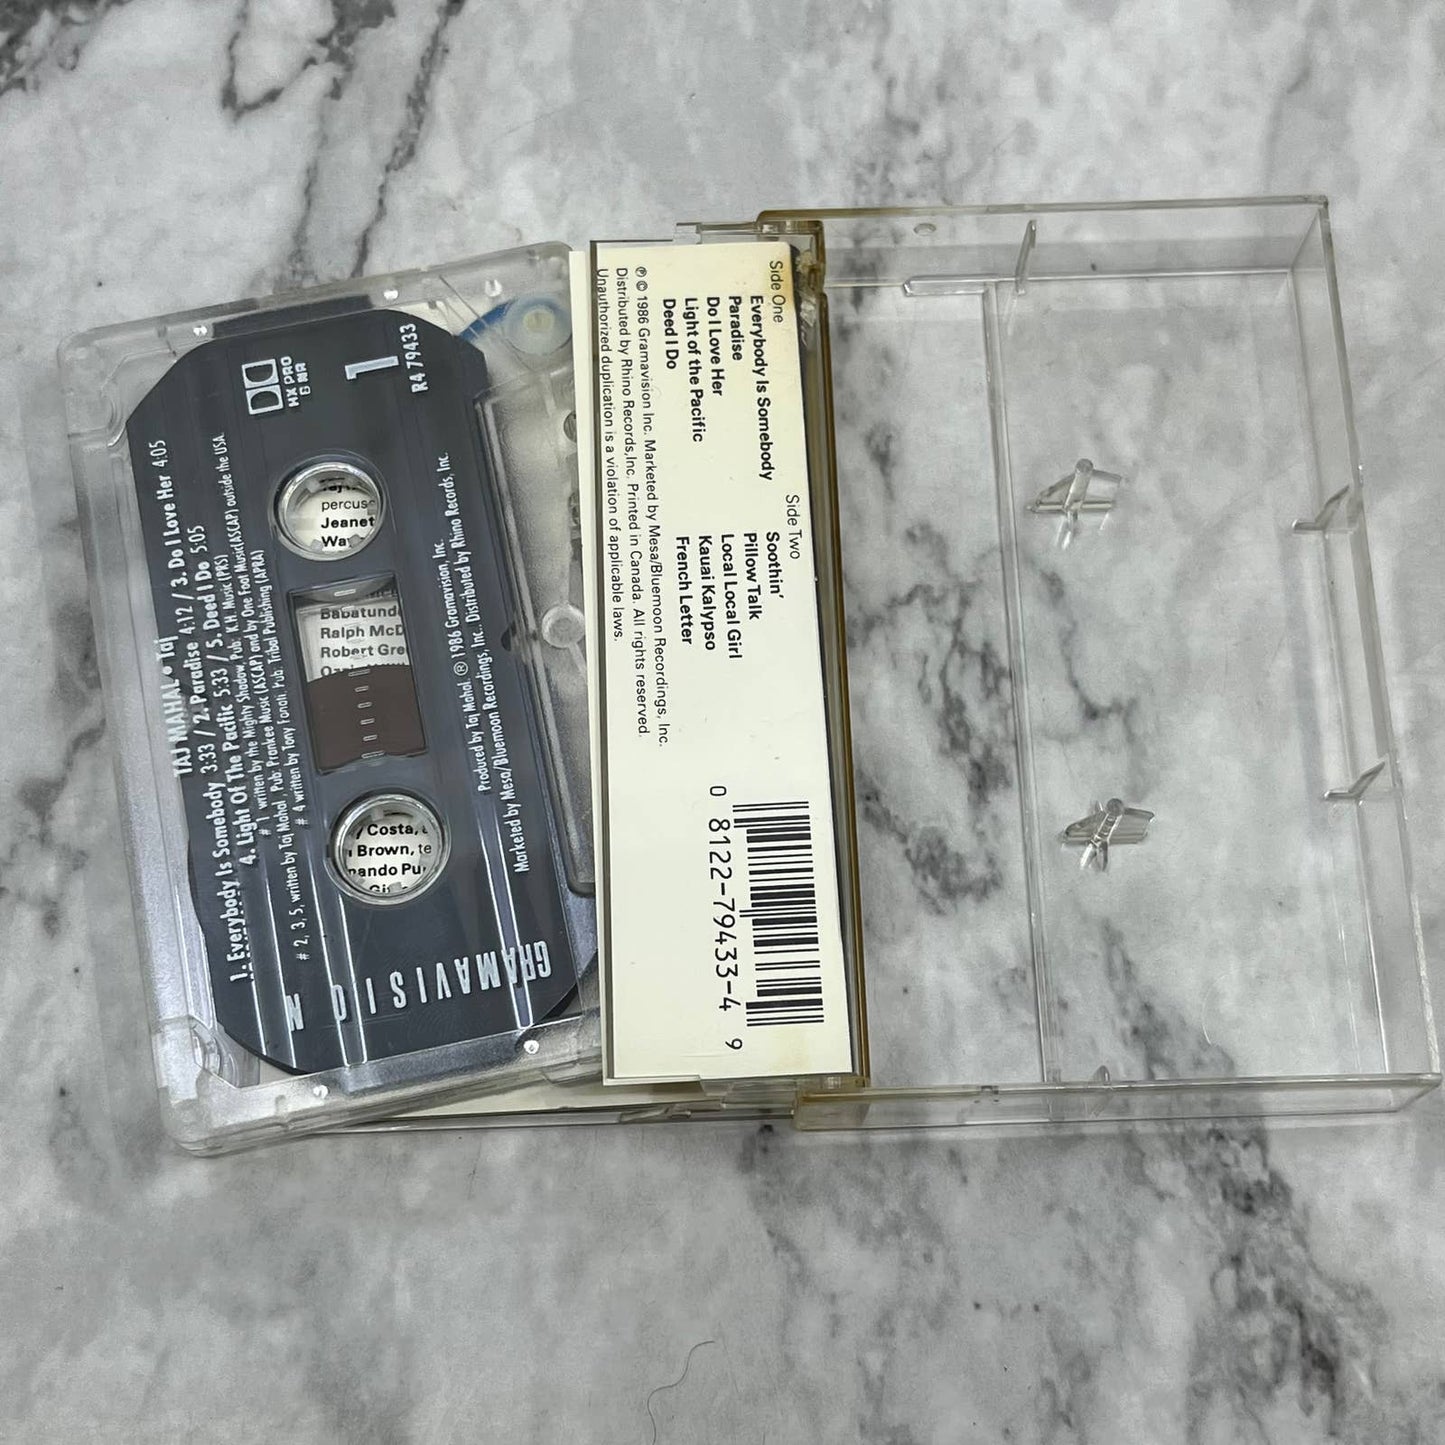 TAJ MAHAL • Taj
1. Everybody Is Somebody 3:33 / 2. Paradise 4:12 / 3. Do I Love Her 4:05
4. Light Of The Pacific 5:33 / 5. Deed I Do 5:05
# 1 written by the Mighty Shadow, Pub: K.H. Music (PRS)
# 2, 3, 5, written by Taj Mahal, Pub: Prankee Music (ASCAP) and by One Foot Music (ASCAP) outside the USA.
# 4 written by Tony Fonoti. Pub: Tribal Publishing (APRA)
HX PRO
B NR
1
R4 79433
percus
Jeanet
Babatund
Ralph McD
Robert Gre
Costa,
Brown, te
nando Pu
Produced by Taj Mahal. ℗ 1986 Gramavision, Inc.
Marketed by Mesa/Bluemoon Recordings, Inc. Distributed by Rhino Records, Inc.
GRAMAVISION
Side One
Everybody Is Somebody
Paradise
Do I Love Her
Light of the Pacific
Deed I Do
Side Two
Soothin'
Pillow Talk
Local Local Girl
Kauai Kalypso
French Letter
℗ © 1986 Gramavision Inc. Marketed by Mesa/Bluemoon Recordings, Inc.
Distributed by Rhino Records, Inc. Printed in Canada. All rights reserved.
Unauthorized duplication is a violation of applicable laws.
0 8122-79433-4 9